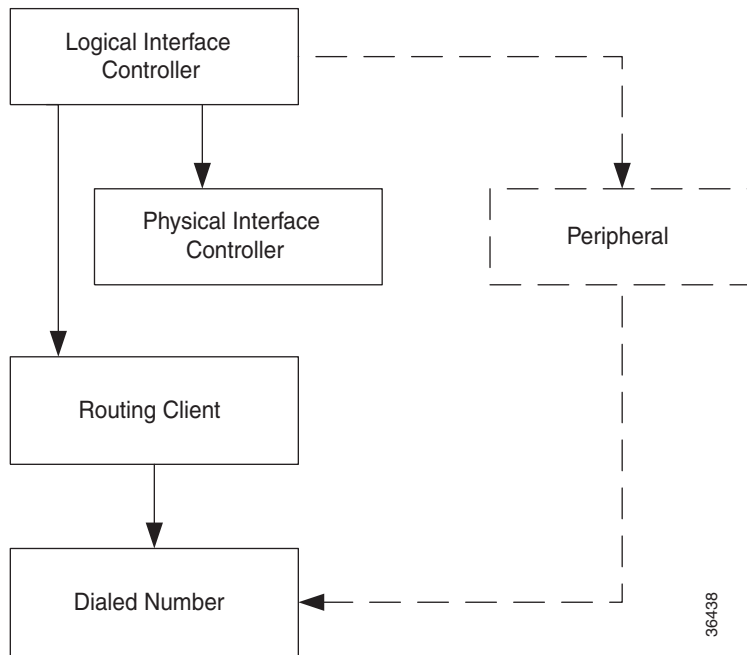 Logical Interface
Controller
Physical Interface
Controller
Peripheral
Routing Client
Dialed Number
36438